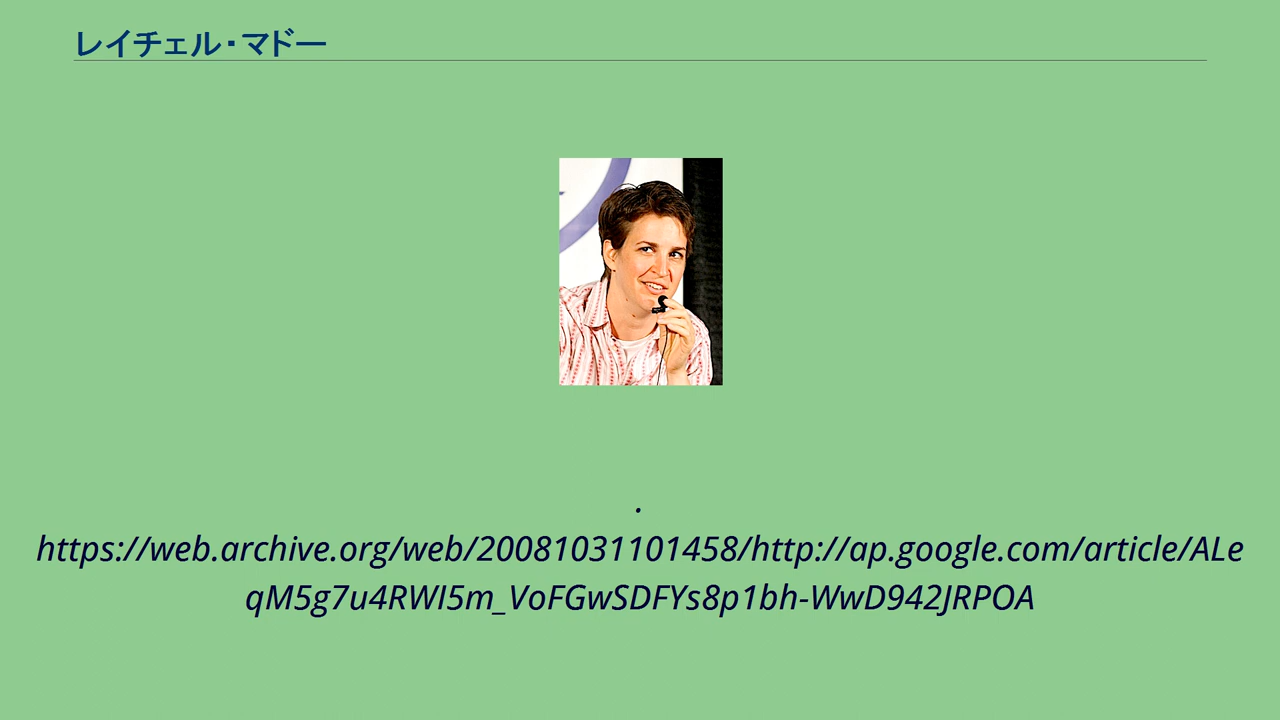 レイチェル・マドー
.
https://web.archive.org/web/20081031101458/http://ap.google.com/article/ALe
qM5g7u4RWI5m_VoFGwSDFYs8p1bh-WwD942JRPOA